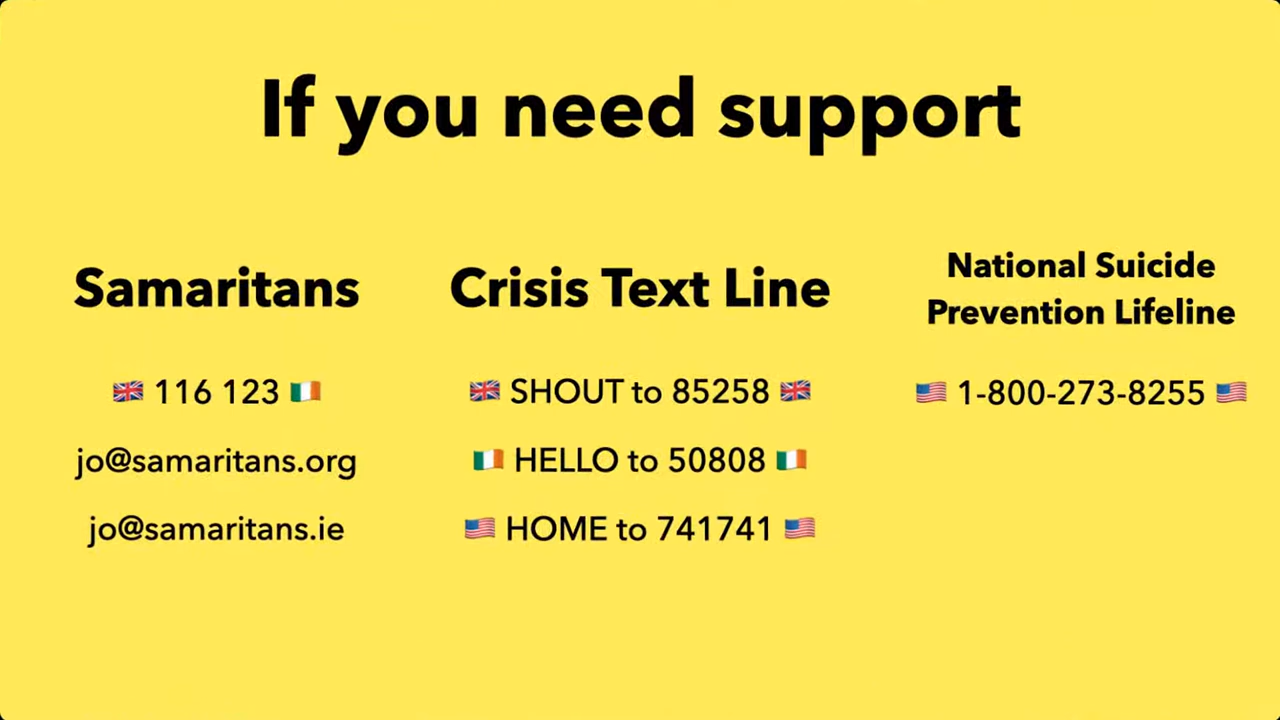 If you need support
Samaritans
🇬🇧 116 123 🇮🇪
jo@samaritans.org
jo@samaritans.ie
Crisis Text Line
🇬🇧 SHOUT to 85258 🇬🇧
🇮🇪 HELLO to 50808 🇮🇪
🇺🇸 HOME to 741741 🇺🇸
National Suicide
Prevention Lifeline
🇺🇸 1-800-273-8255 🇺🇸